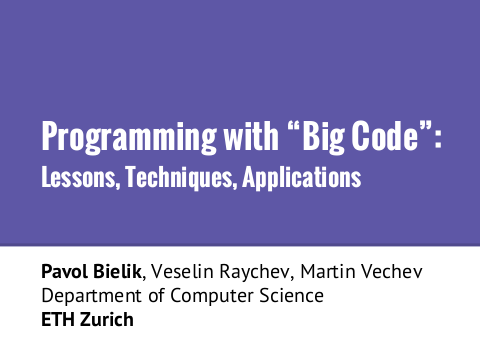 Programming with “Big Code”:
Lessons, Techniques, Applications
Pavol Bielik, Veselin Raychev, Martin Vechev
Department of Computer Science
ETH Zurich